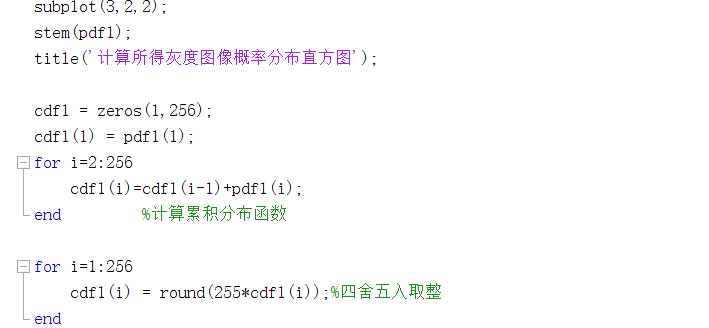 subplot(3,2,2);
stem(pdf1);
title('计算所得灰度图像概率分布直方图');
cdf1 = zeros(1,256);
cdf1(1) = pdf1(1);
for i=2:256
cdf1(i)=cdf1(i-1)+pdf1(i);
end %计算累积分布函数
for i=1:256
cdf1(i) = round(255*cdf1(i));%四舍五入取整
end